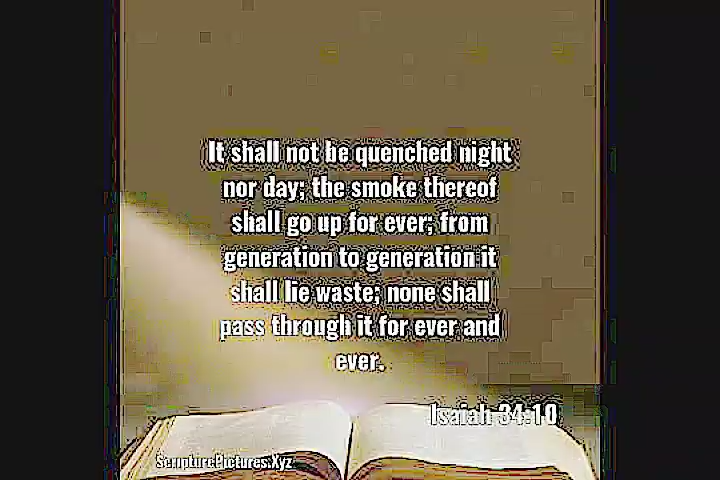 It shall not be quenched night
nor day; the smoke thereof
shall go up for ever; from
generation to generation it
shall lie waste; none shall
pass through it for ever and
ever.
Isaiah 34:10
ScripturePictures.Xyz